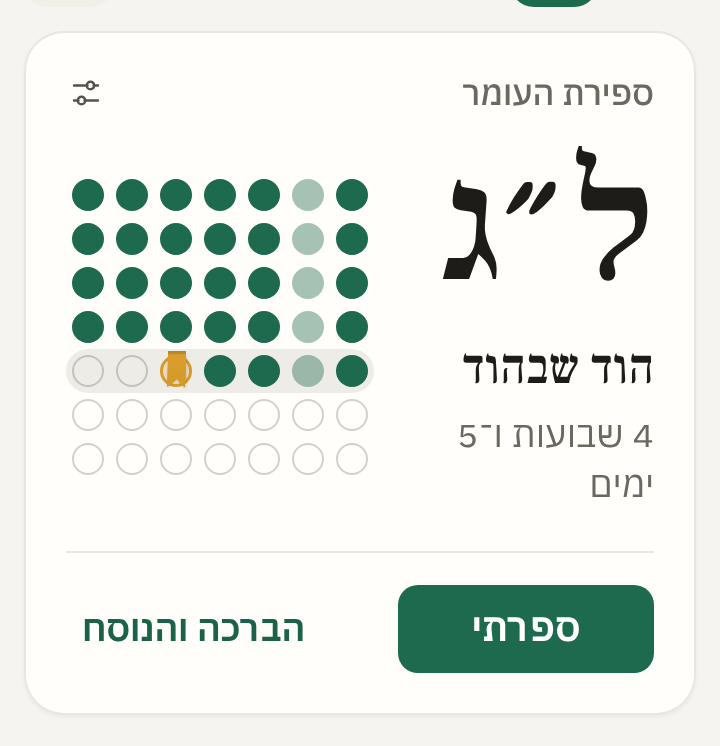 ספירת העומר
ל״ג
הוד שבהוד
4 שבועות ו־5
ימים
ספרתי
הברכה והנוסח